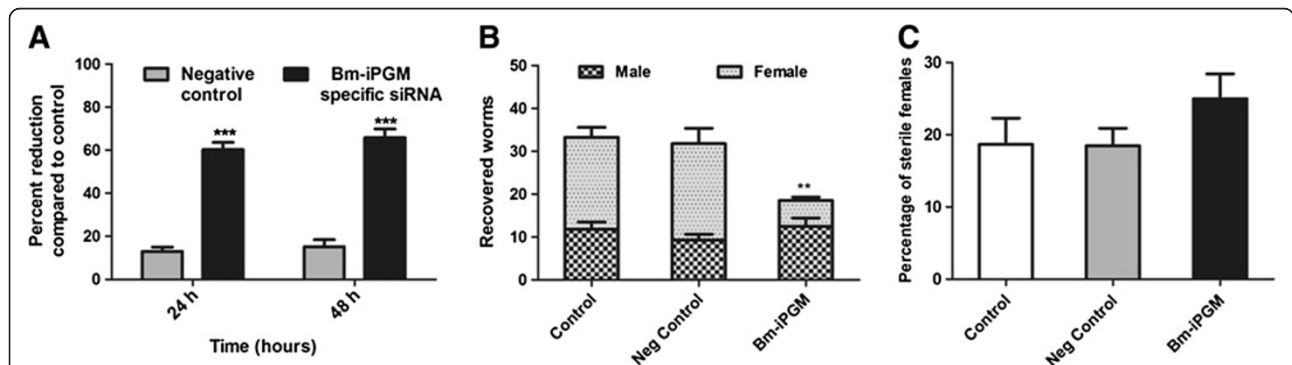 A
Percent reduction
compared to control
100
80
60
40
20
0
Negative
control
Bm-iPGM
specific siRNA
***
***
24 h
48 h
Time (hours)
B
Recovered worms
50
40
30
20
10
0
Male
Female
**
Control
Neg Control
Bm-iPGM
C
Percentage of sterile females
30
20
10
0
Control
Neg Control
Bm-iPGM